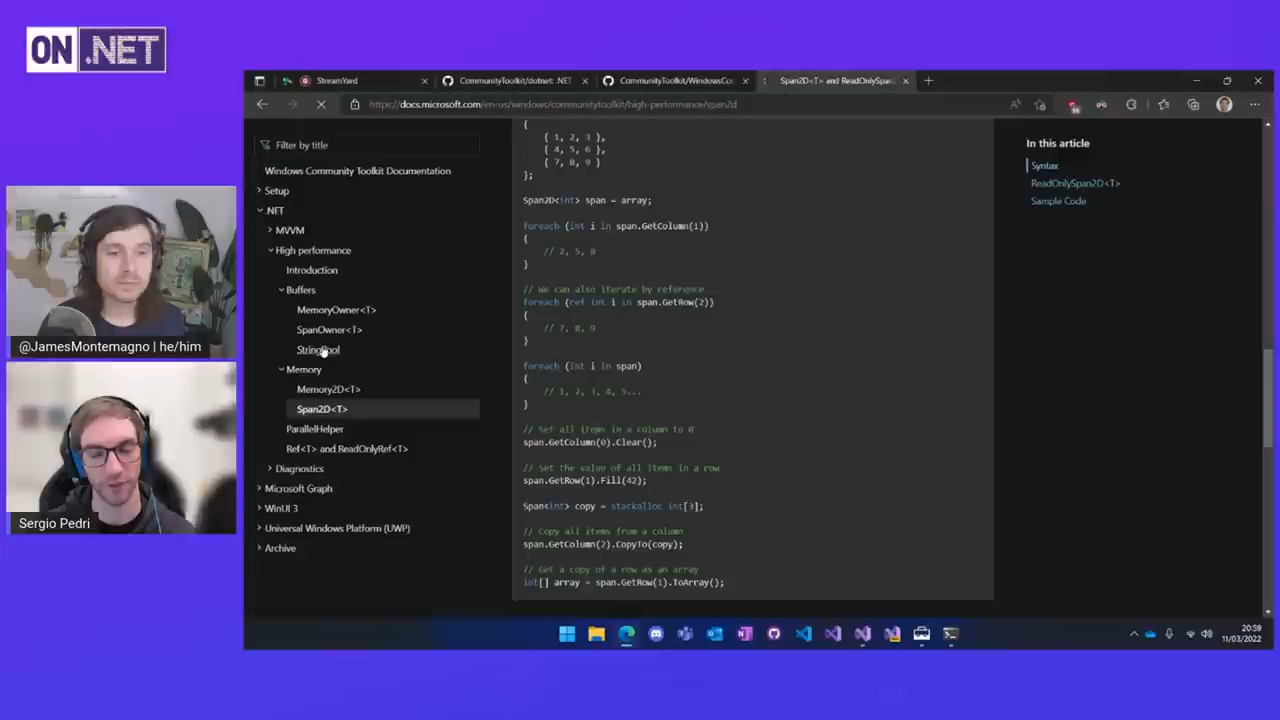 ON .NET
StreamYard
CommunityToolkit/dotnet: .NET
CommunityToolkit/WindowsCo
Span2D<T> and ReadOnlySpan
https://docs.microsoft.com/en-us/windows/communitytoolkit/high-performance/span2d
Filter by title
Windows Community Toolkit Documentation
Setup
.NET
MVVM
High performance
Introduction
Buffers
MemoryOwner<T>
SpanOwner<T>
StringPool
Memory
Memory2D<T>
Span2D<T>
ParallelHelper
Ref<T> and ReadOnlyRef<T>
Diagnostics
Microsoft Graph
WinUI 3
Universal Windows Platform (UWP)
Archive
{
{ 1, 2, 3 },
{ 4, 5, 6 },
{ 7, 8, 9 }
};
Span2D<int> span = array;
foreach (int i in span.GetColumn(1))
{
// 2, 5, 8
}
// We can also iterate by reference
foreach (ref int i in span.GetRow(2))
{
// 7, 8, 9
}
foreach (int i in span)
{
// 1, 2, 3, 4, 5...
}
// Set all items in a column to 0
span.GetColumn(0).Clear();
// Set the value of all items in a row
span.GetRow(1).Fill(42);
Span<int> copy = stackalloc int[3];
// Copy all items from a column
span.GetColumn(2).CopyTo(copy);
// Get a copy of a row as an array
int[] array = span.GetRow(1).ToArray();
In this article
Syntax
ReadOnlySpan2D<T>
Sample Code
@JamesMontemagno | he/him
Sergio Pedri
20:59
11/03/2022